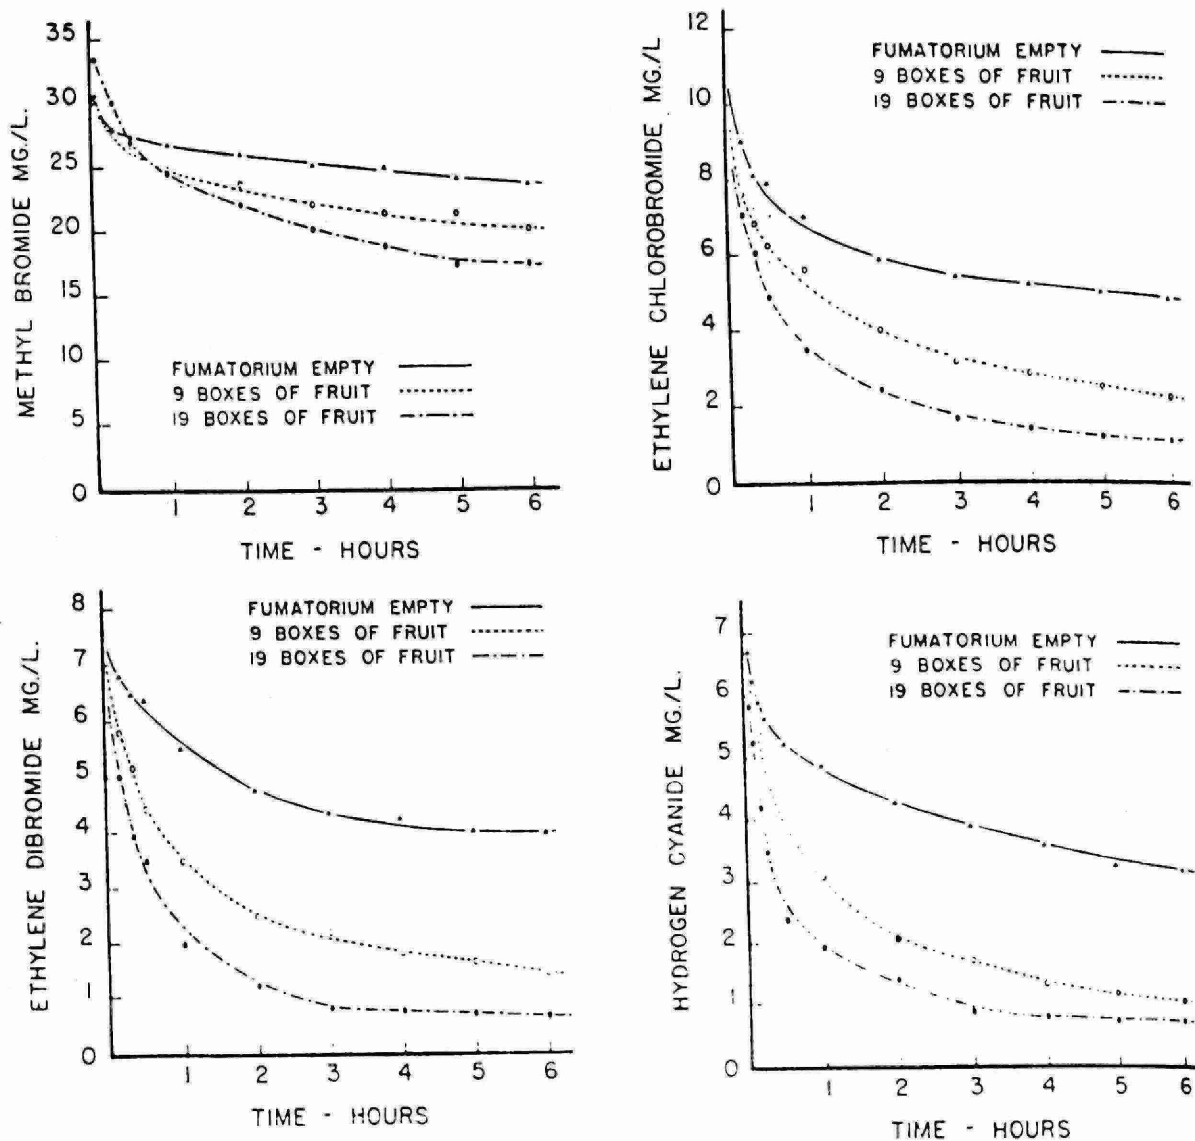 METHYL BROMIDE MG./L.
35
30
25
20
15
10
5
0
FUMATORIUM EMPTY
9 BOXES OF FRUIT
19 BOXES OF FRUIT
1 2 3 4 5 6
TIME - HOURS
ETHYLENE CHLOROBROMIDE MG./L
12
10
8
6
4
2
0
FUMATORIUM EMPTY
9 BOXES OF FRUIT
19 BOXES OF FRUIT
1 2 3 4 5 6
TIME - HOURS
ETHYLENE DIBROMIDE MG./L.
8
7
6
5
4
3
2
1
0
FUMATORIUM EMPTY
9 BOXES OF FRUIT
19 BOXES OF FRUIT
1 2 3 4 5 6
TIME - HOURS
HYDROGEN CYANIDE MG./L.
7
6
5
4
3
2
1
0
FUMATORIUM EMPTY
9 BOXES OF FRUIT
19 BOXES OF FRUIT
1 2 3 4 5 6
TIME - HOURS